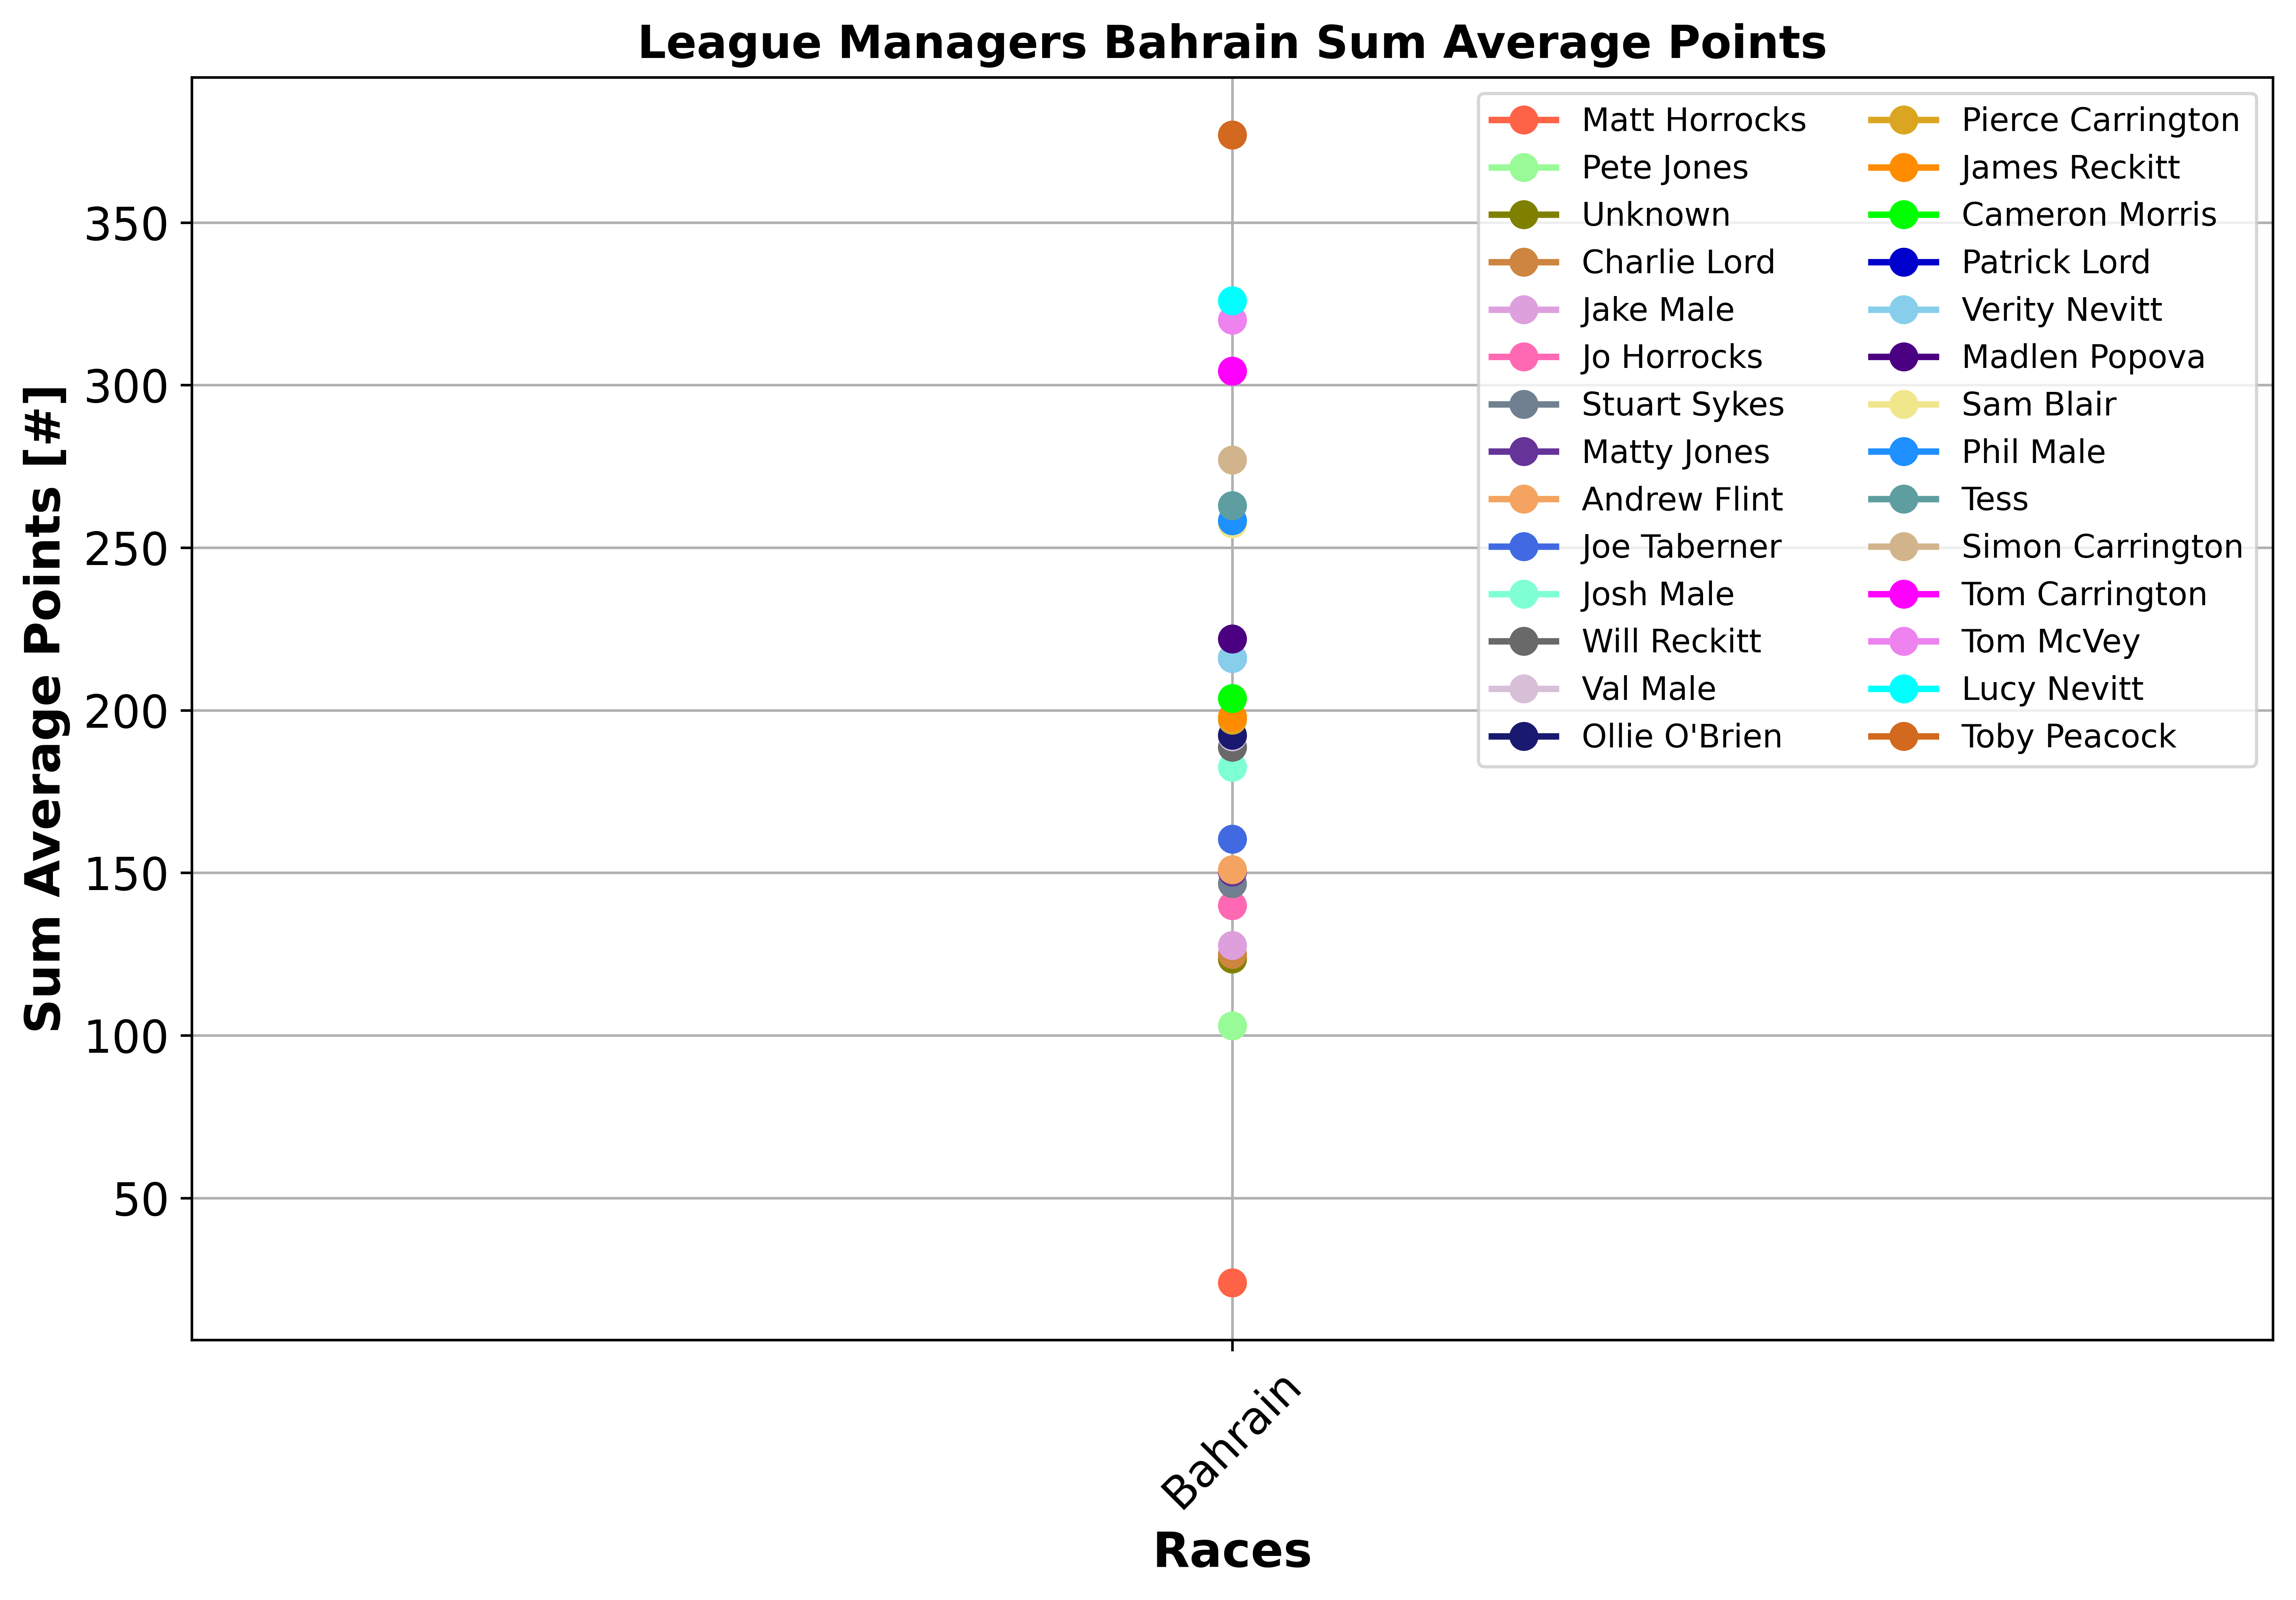 League Managers Bahrain Sum Average Points
Sum Average Points [#]
350
300
250
200
150
100
50
Matt Horrocks
Pete Jones
Unknown
Charlie Lord
Jake Male
Jo Horrocks
Stuart Sykes
Matty Jones
Andrew Flint
Joe Taberner
Josh Male
Will Reckitt
Val Male
Ollie O'Brien
Pierce Carrington
James Reckitt
Cameron Morris
Patrick Lord
Verity Nevitt
Madlen Popova
Sam Blair
Phil Male
Tess
Simon Carrington
Tom Carrington
Tom McVey
Lucy Nevitt
Toby Peacock
Bahrain
Races